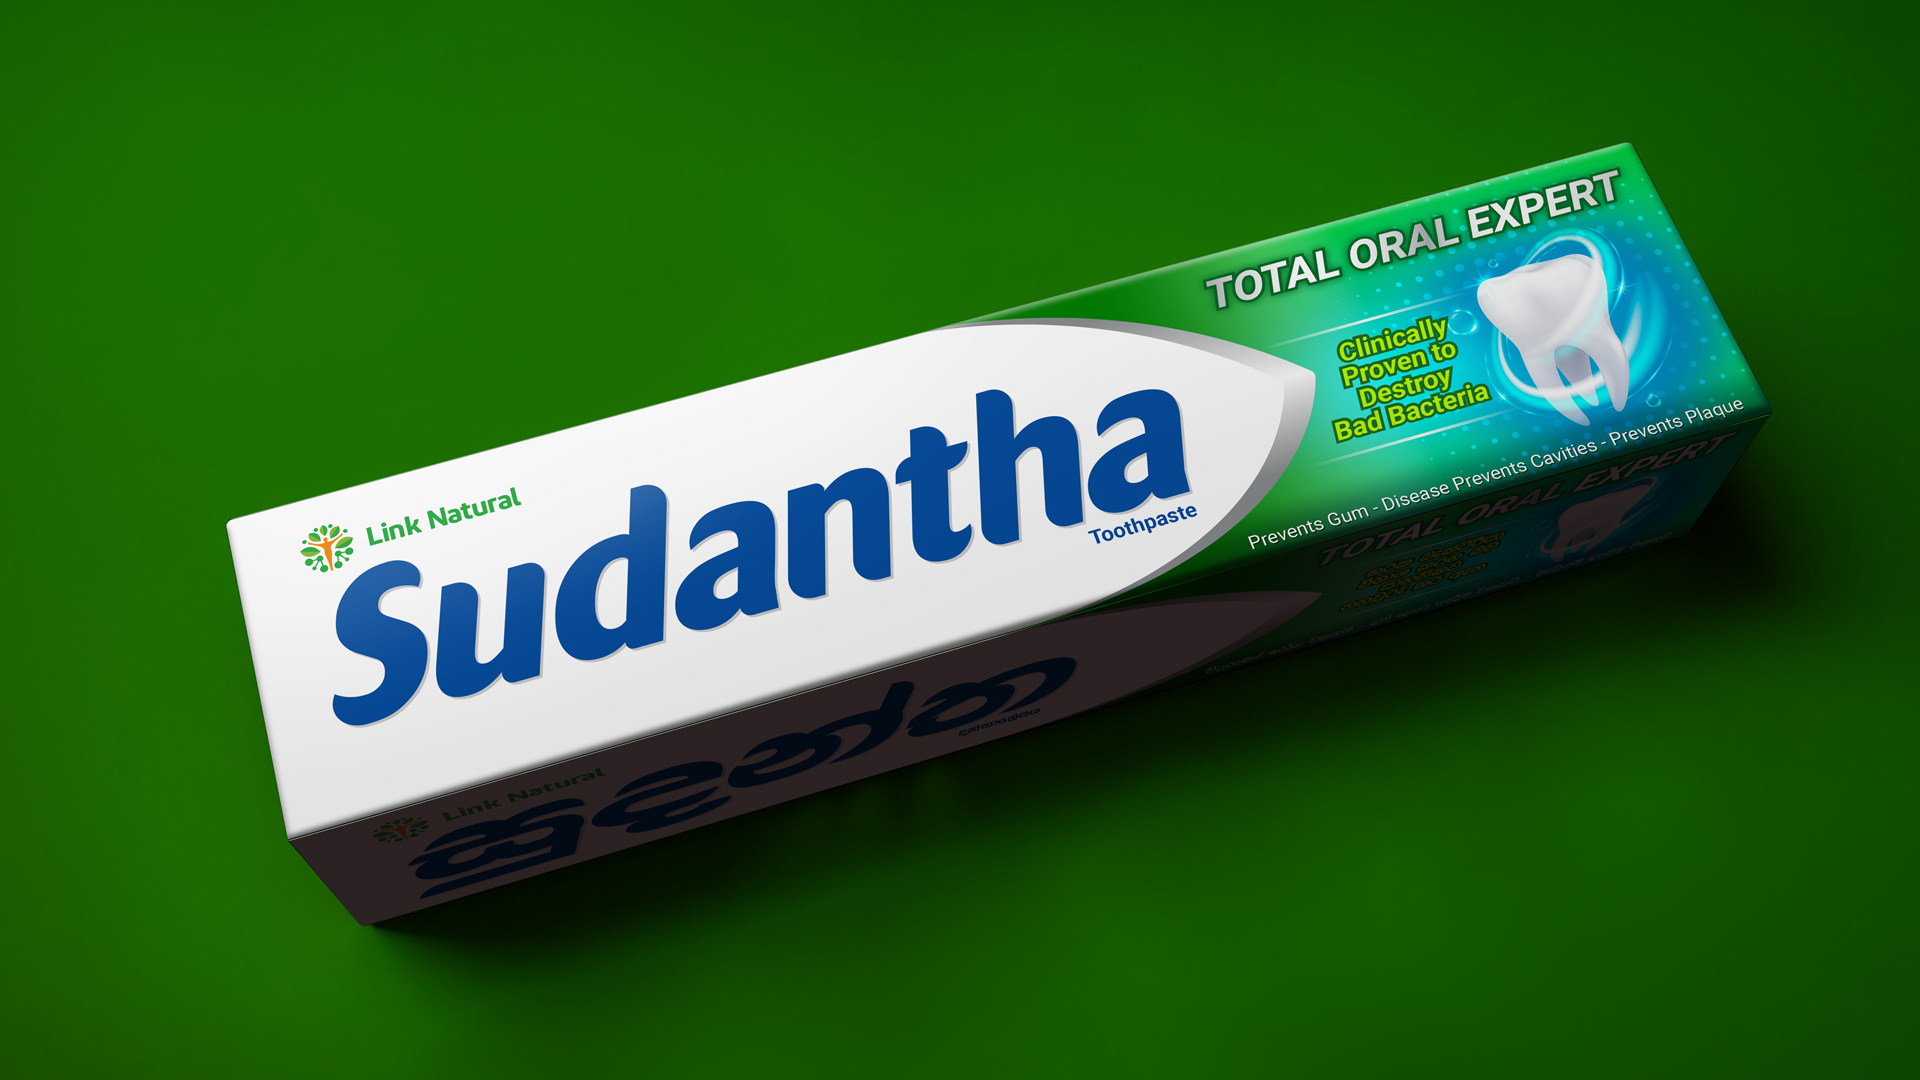 Link Natural
Sudantha
Toothpaste
TOTAL ORAL EXPERT
Clinically
Proven to
Destroy
Bad Bacteria
Prevents Gum - Disease Prevents Cavities - Prevents Plaque
Link Natural
සුදන්ත
TOTAL ORAL EXPERT